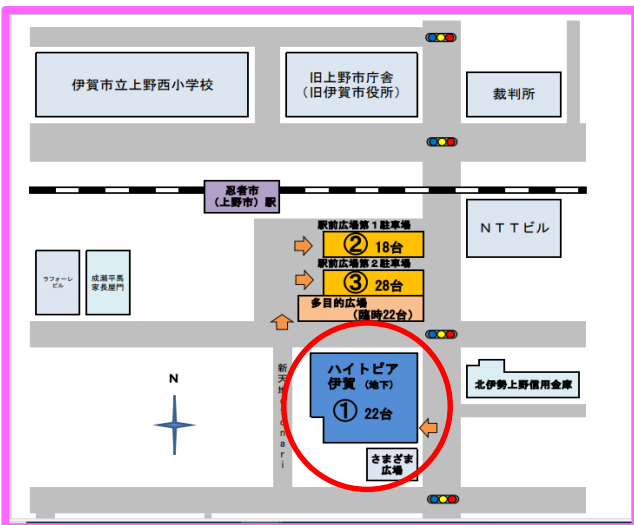 伊賀市立上野西小学校
旧上野市庁舎
（旧伊賀市役所）
裁判所
忍者市
（上野市）駅
駅前広場第１駐車場
② 18台
駅前広場第２駐車場
③ 28台
多目的広場
（臨時22台）
ＮＴＴビル
ラフォーレ
ビル
成瀬平馬
家長屋門
N
ハイトピア
伊賀（地下）
① 22台
北伊勢上野信用金庫
さまざま
広場